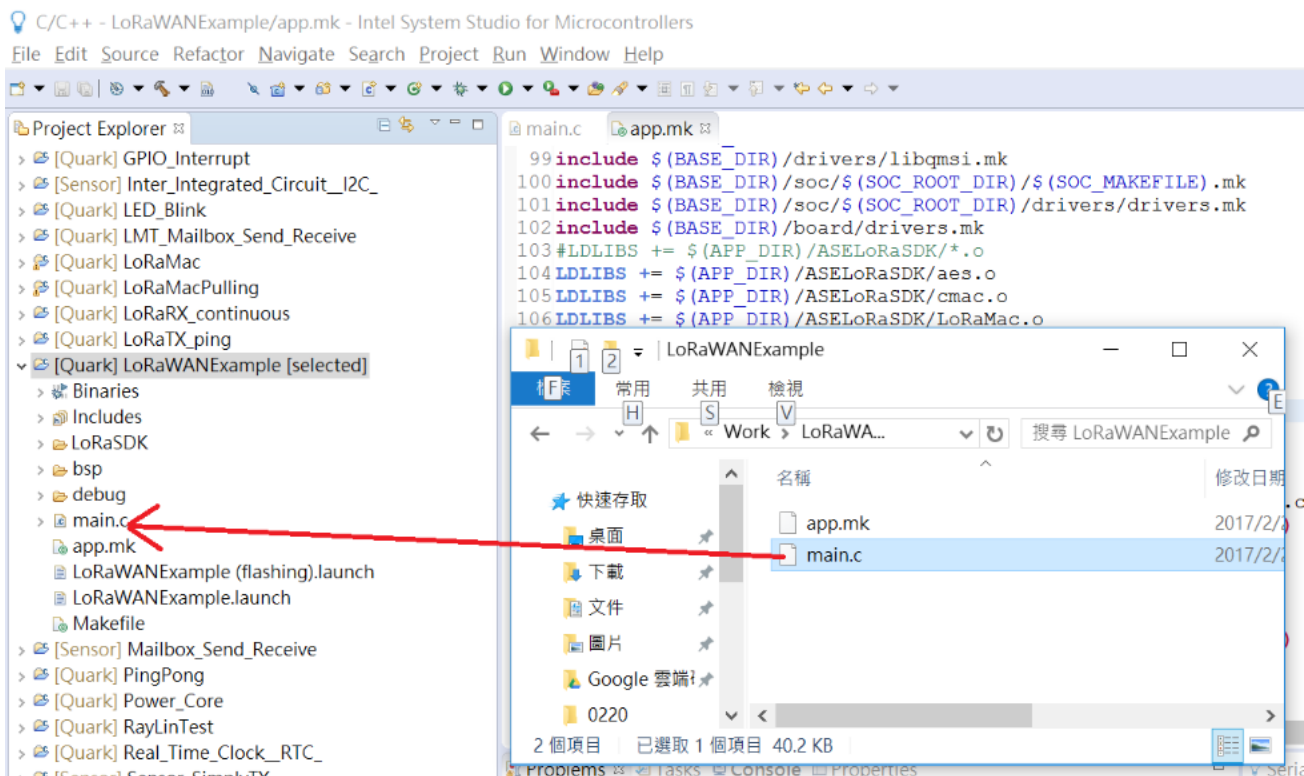 C/C++ - LoRaWANExample/app.mk - Intel System Studio for Microcontrollers
File Edit Source Refactor Navigate Search Project Run Window Help
Project Explorer
[Quark] GPIO_Interrupt
[Sensor] Inter_Integrated_Circuit__I2C_
[Quark] LED_Blink
[Quark] LMT_Mailbox_Send_Receive
[Quark] LoRaMac
[Quark] LoRaMacPulling
[Quark] LoRaRX_continuous
[Quark] LoRaTX_ping
[Quark] LoRaWANExample [selected]
Binaries
Includes
LoRaSDK
bsp
debug
main.c
app.mk
LoRaWANExample (flashing).launch
LoRaWANExample.launch
Makefile
[Sensor] Mailbox_Send_Receive
[Quark] PingPong
[Quark] Power_Core
[Quark] RayLinTest
[Quark] Real_Time_Clock__RTC_
main.c app.mk
99 include $(BASE_DIR)/drivers/libqmsi.mk
100 include $(BASE_DIR)/soc/$(SOC_ROOT_DIR)/$(SOC_MAKEFILE).mk
101 include $(BASE_DIR)/soc/$(SOC_ROOT_DIR)/drivers/drivers.mk
102 include $(BASE_DIR)/board/drivers.mk
103 #LDLIBS += $(APP_DIR)/ASELoRaSDK/*.o
104 LDLIBS += $(APP_DIR)/ASELoRaSDK/aes.o
105 LDLIBS += $(APP_DIR)/ASELoRaSDK/cmac.o
106 LDLIBS += $(APP_DIR)/ASELoRaSDK/LoRaMac.o
1 2 LoRaWANExample
F 常用 共用 檢視
H S V E
« Work > LoRaWA... 搜尋 LoRaWANExample
名稱 修改日期
快速存取
桌面
下載
文件
圖片
Google
0220
app.mk 2017/2/2
main.c 2017/2/2
2 個項目 已選取 1 個項目 40.2 KB
Problems Tasks Console Properties